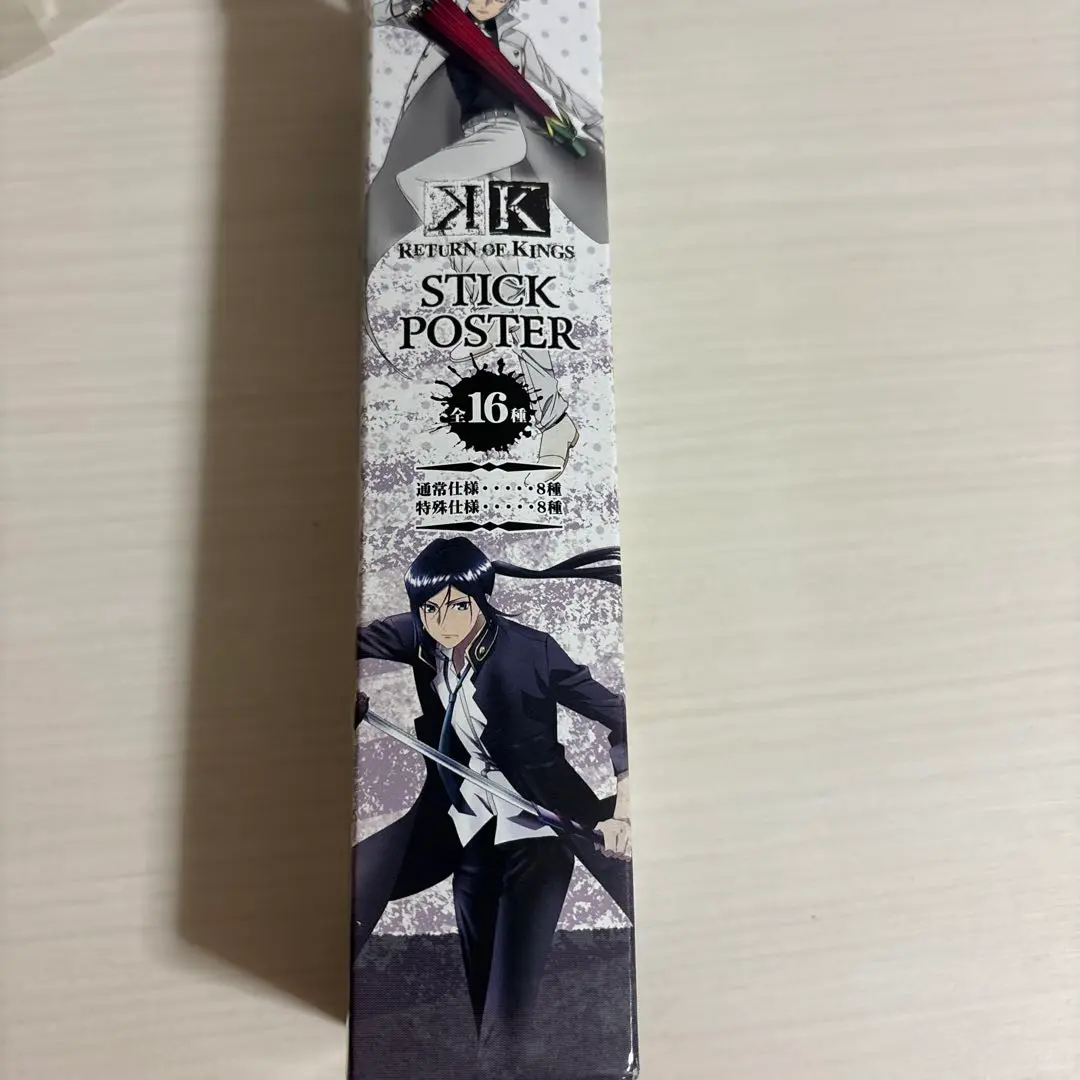 K K
RETURN OF KINGS
STICK
POSTER
全16種
通常仕様・・・・・8種
特殊仕様・・・・・8種